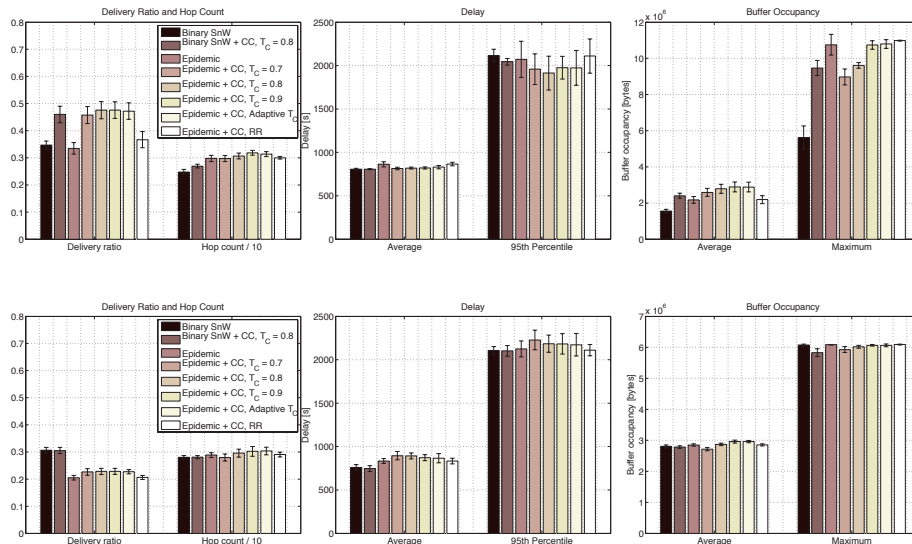 Delivery Ratio and Hop Count
0.8
0.7
0.6
0.5
0.4
0.3
0.2
0.1
0
Binary SnW
Binary SnW + CC, T_C = 0.8
Epidemic
Epidemic + CC, T_C = 0.7
Epidemic + CC, T_C = 0.8
Epidemic + CC, T_C = 0.9
Epidemic + CC, Adaptive T_C
Epidemic + CC, RR
Delivery ratio
Hop count / 10
Delay
Delay [s]
2500
2000
1500
1000
500
0
Average
95th Percentile
Buffer Occupancy
x 10^6
Buffer occupancy [bytes]
12
10
8
6
4
2
0
Average
Maximum
Delivery Ratio and Hop Count
0.8
0.7
0.6
0.5
0.4
0.3
0.2
0.1
0
Binary SnW
Binary SnW + CC, T_C = 0.8
Epidemic
Epidemic + CC, T_C = 0.7
Epidemic + CC, T_C = 0.8
Epidemic + CC, T_C = 0.9
Epidemic + CC, Adaptive T_C
Epidemic + CC, RR
Delivery ratio
Hop count / 10
Delay
Delay [s]
2500
2000
1500
1000
500
0
Average
95th Percentile
Buffer Occupancy
x 10^6
Buffer occupancy [bytes]
7
6
5
4
3
2
1
0
Average
Maximum